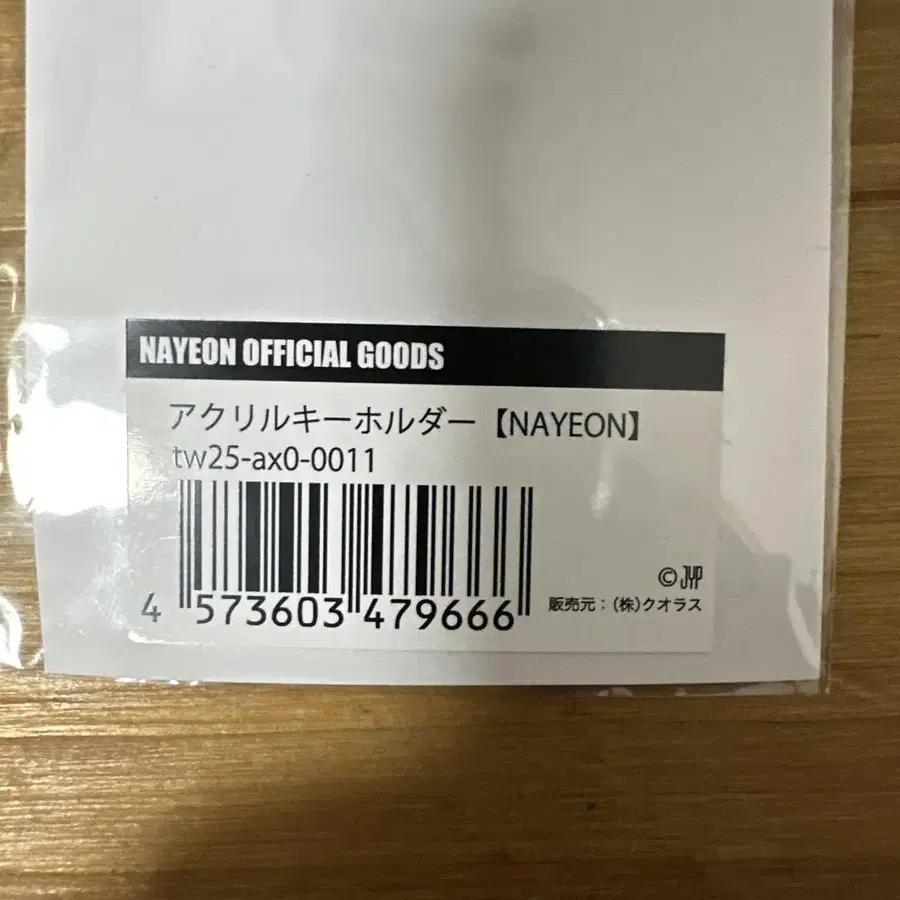 NAYEON OFFICIAL GOODS
アクリルキーホルダー【NAYEON】
tw25-ax0-0011
4 573603 479666
© JYP
販売元：(株)クオラス